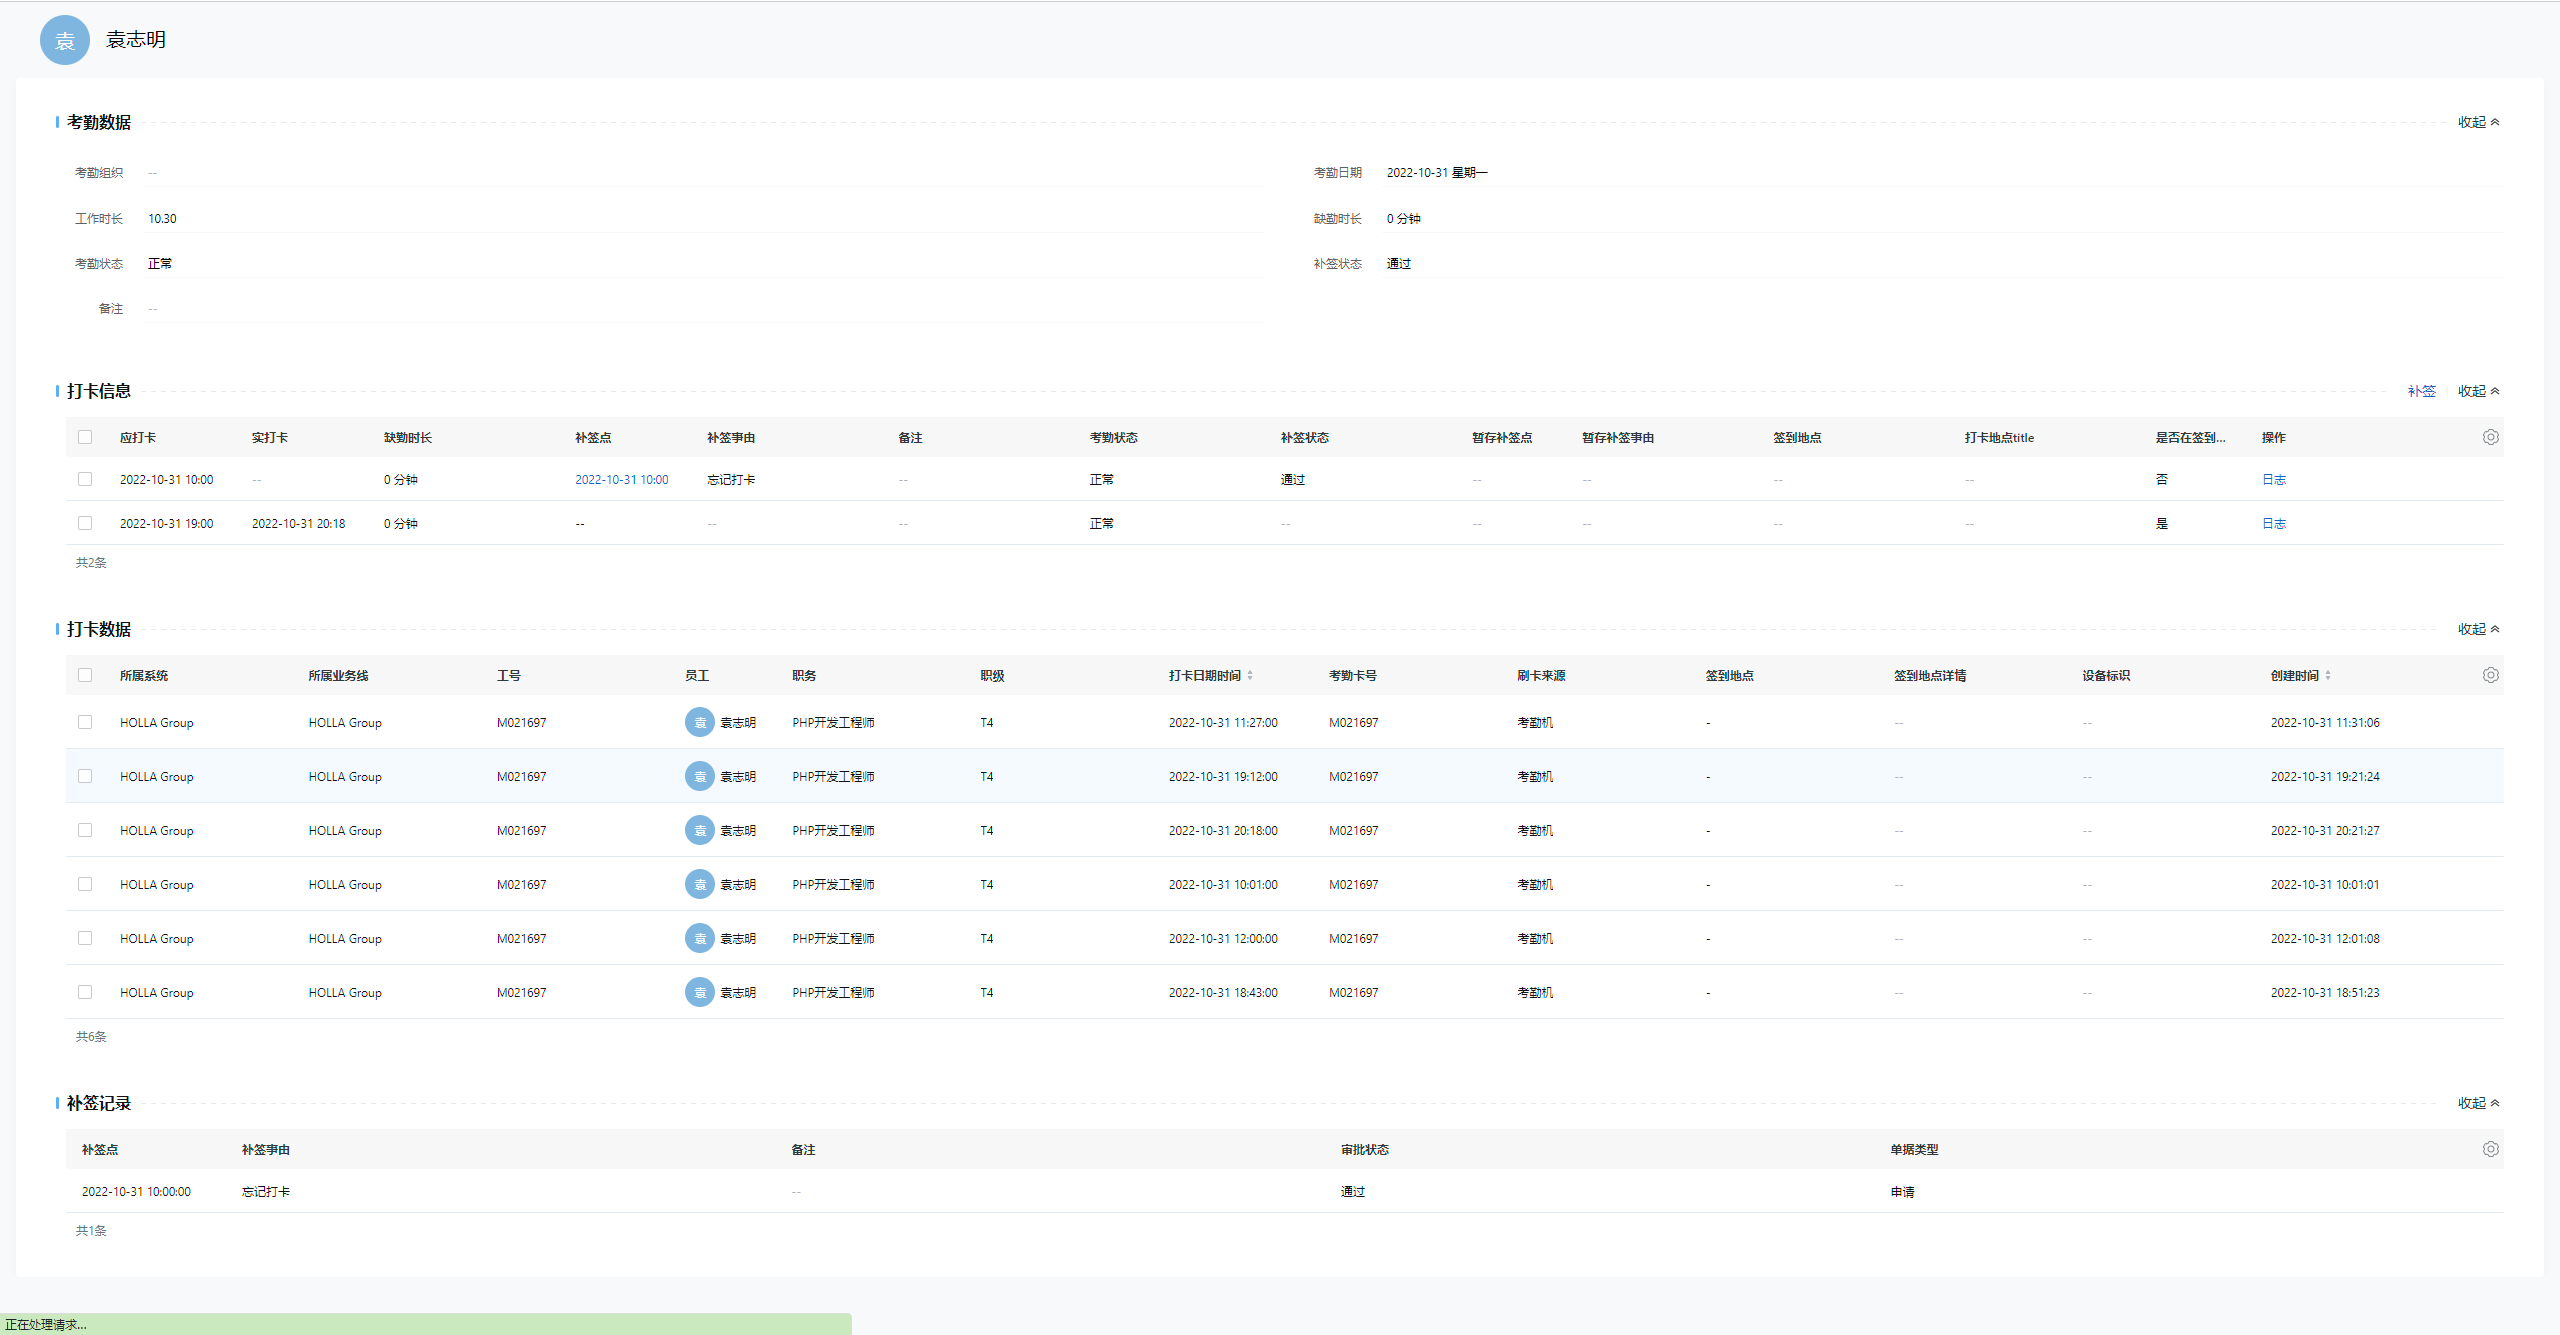 袁 袁志明
考勤数据 收起
考勤组织 -- 考勤日期 2022-10-31 星期一
工作时长 10.30 缺勤时长 0 分钟
考勤状态 正常 补签状态 通过
备注 --
打卡信息 补签 收起
应打卡 实打卡 缺勤时长 补签点 补签事由 备注 考勤状态 补签状态 暂存补签点 暂存补签事由 签到地点 打卡地点title 是否在签到... 操作
2022-10-31 10:00 -- 0 分钟 2022-10-31 10:00 忘记打卡 -- 正常 通过 -- -- -- -- 否 日志
2022-10-31 19:00 2022-10-31 20:18 0 分钟 -- -- -- 正常 -- -- -- -- -- 是 日志
共2条
打卡数据 收起
所属系统 所属业务线 工号 员工 职务 职级 打卡日期时间 考勤卡号 刷卡来源 签到地点 签到地点详情 设备标识 创建时间
HOLLA Group HOLLA Group M021697 袁 袁志明 PHP开发工程师 T4 2022-10-31 11:27:00 M021697 考勤机 - -- -- 2022-10-31 11:31:06
HOLLA Group HOLLA Group M021697 袁 袁志明 PHP开发工程师 T4 2022-10-31 19:12:00 M021697 考勤机 - -- -- 2022-10-31 19:21:24
HOLLA Group HOLLA Group M021697 袁 袁志明 PHP开发工程师 T4 2022-10-31 20:18:00 M021697 考勤机 - -- -- 2022-10-31 20:21:27
HOLLA Group HOLLA Group M021697 袁 袁志明 PHP开发工程师 T4 2022-10-31 10:01:00 M021697 考勤机 - -- -- 2022-10-31 10:01:01
HOLLA Group HOLLA Group M021697 袁 袁志明 PHP开发工程师 T4 2022-10-31 12:00:00 M021697 考勤机 - -- -- 2022-10-31 12:01:08
HOLLA Group HOLLA Group M021697 袁 袁志明 PHP开发工程师 T4 2022-10-31 18:43:00 M021697 考勤机 - -- -- 2022-10-31 18:51:23
共6条
补签记录 收起
补签点 补签事由 备注 审批状态 单据类型
2022-10-31 10:00:00 忘记打卡 -- 通过 申请
共1条
正在处理请求...